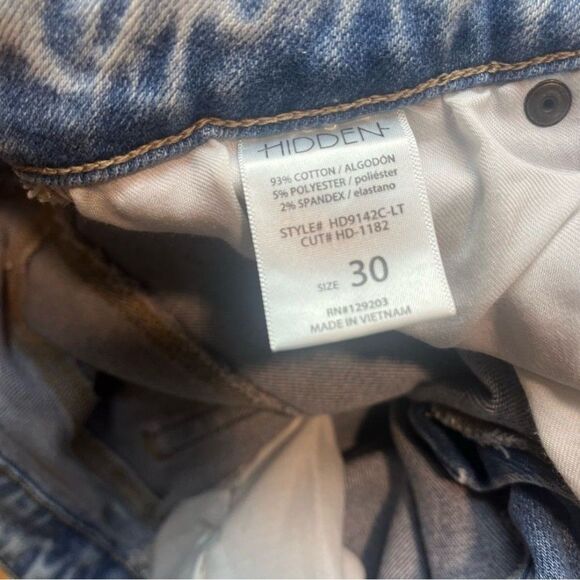 HIDDEN
93% COTTON / ALGODÓN
5% POLYESTER / poliéster
2% SPANDEX / elastano
STYLE# HD9142C-LT
CUT# HD-1182
SIZE 30
RN#129203
MADE IN VIETNAM